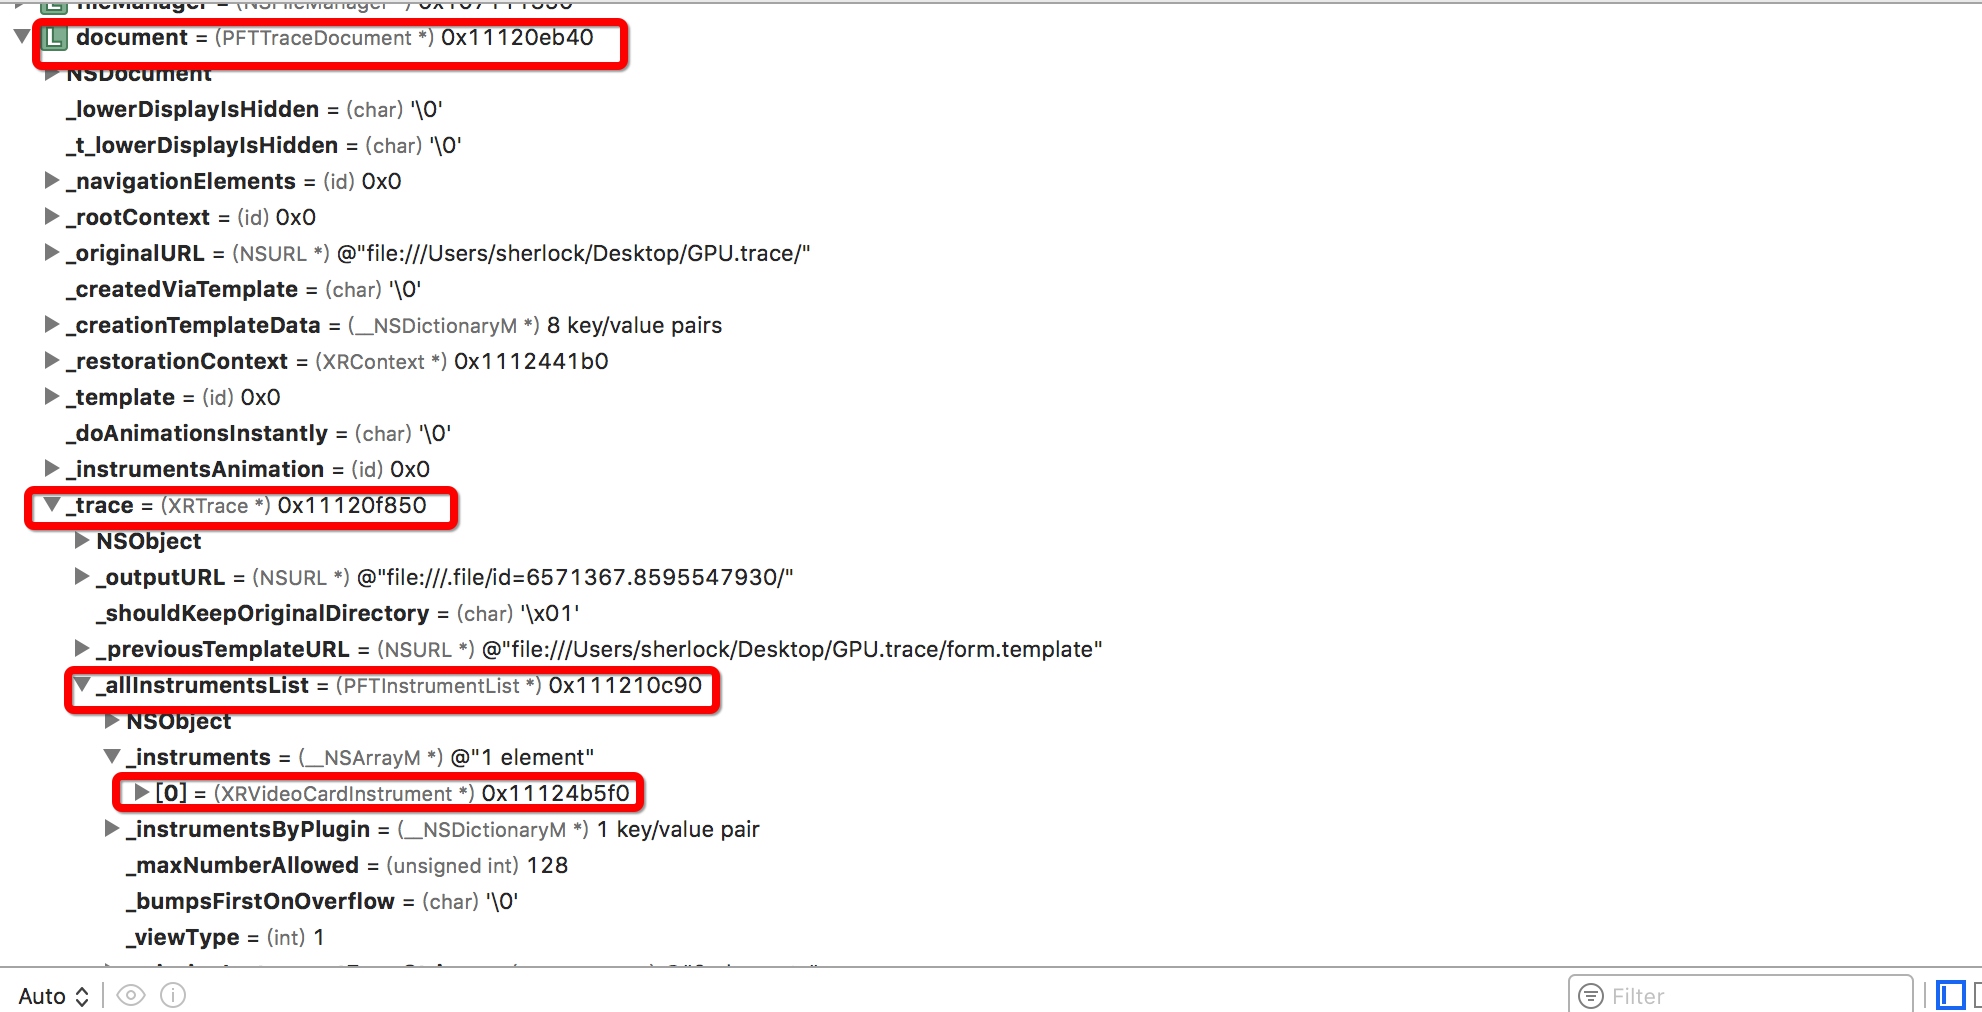 fileManager = (NSFileManager *) 0x107111330
L document = (PFTTraceDocument *) 0x11120eb40
NSDocument
_lowerDisplayIsHidden = (char) '\0'
_t_lowerDisplayIsHidden = (char) '\0'
_navigationElements = (id) 0x0
_rootContext = (id) 0x0
_originalURL = (NSURL *) @"file:///Users/sherlock/Desktop/GPU.trace/"
_createdViaTemplate = (char) '\0'
_creationTemplateData = (__NSDictionaryM *) 8 key/value pairs
_restorationContext = (XRContext *) 0x1112441b0
_template = (id) 0x0
_doAnimationsInstantly = (char) '\0'
_instrumentsAnimation = (id) 0x0
_trace = (XRTrace *) 0x11120f850
NSObject
_outputURL = (NSURL *) @"file:///.file/id=6571367.8595547930/"
_shouldKeepOriginalDirectory = (char) '\x01'
_previousTemplateURL = (NSURL *) @"file:///Users/sherlock/Desktop/GPU.trace/form.template"
_allInstrumentsList = (PFTInstrumentList *) 0x111210c90
NSObject
_instruments = (__NSArrayM *) @"1 element"
[0] = (XRVideoCardInstrument *) 0x11124b5f0
_instrumentsByPlugin = (__NSDictionaryM *) 1 key/value pair
_maxNumberAllowed = (unsigned int) 128
_bumpsFirstOnOverflow = (char) '\0'
_viewType = (int) 1
Auto
Filter